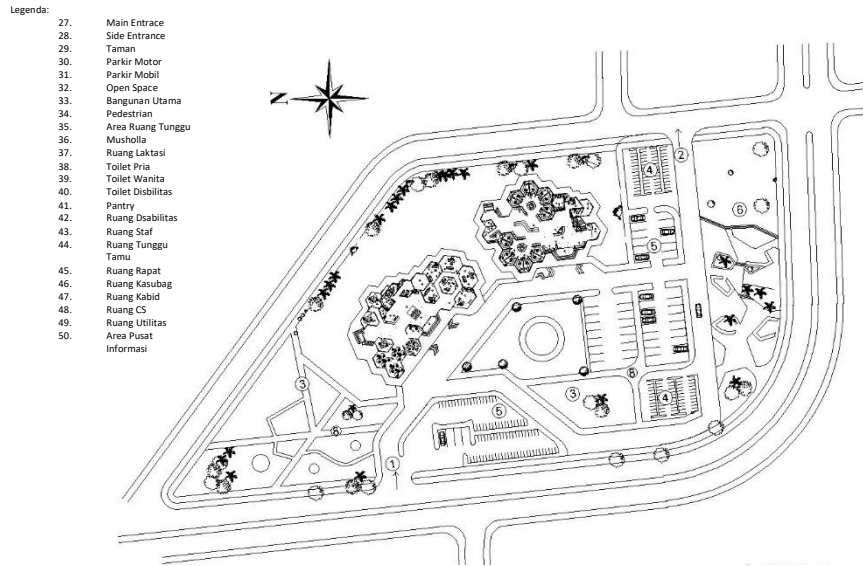 Legenda:
27. Main Entrace
28. Side Entrance
29. Taman
30. Parkir Motor
31. Parkir Mobil
32. Open Space
33. Bangunan Utama
34. Pedestrian
35. Area Ruang Tunggu
36. Musholla
37. Ruang Laktasi
38. Toilet Pria
39. Toilet Wanita
40. Toilet Disbilitas
41. Pantry
42. Ruang Dsabilitas
43. Ruang Staf
44. Ruang Tunggu
Tamu
45. Ruang Rapat
46. Ruang Kasubag
47. Ruang Kabid
48. Ruang CS
49. Ruang Utilitas
50. Area Pusat
Informasi
N
2
4
6
5
3
8
3
4
5
8
1